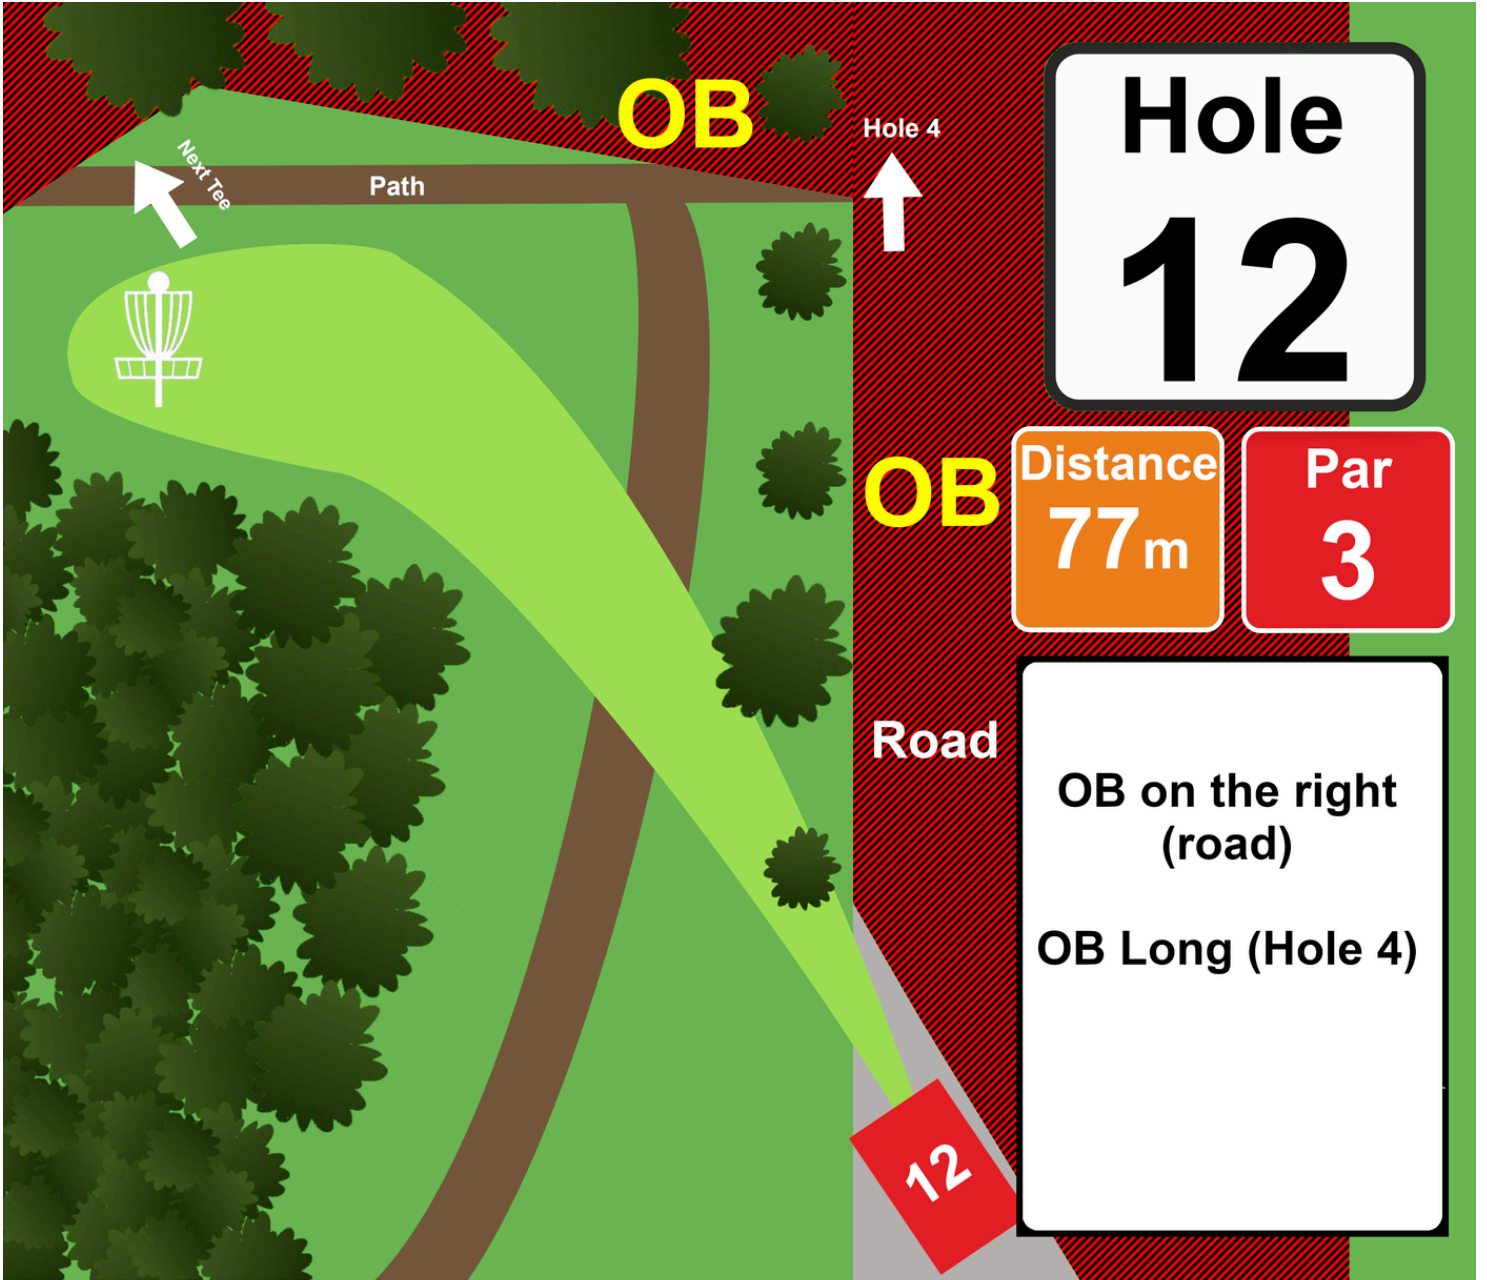 OB
Hole 4
Next Tee
Path
Hole
12
OB
Distance
77m
Par
3
Road
OB on the right
(road)
OB Long (Hole 4)
12